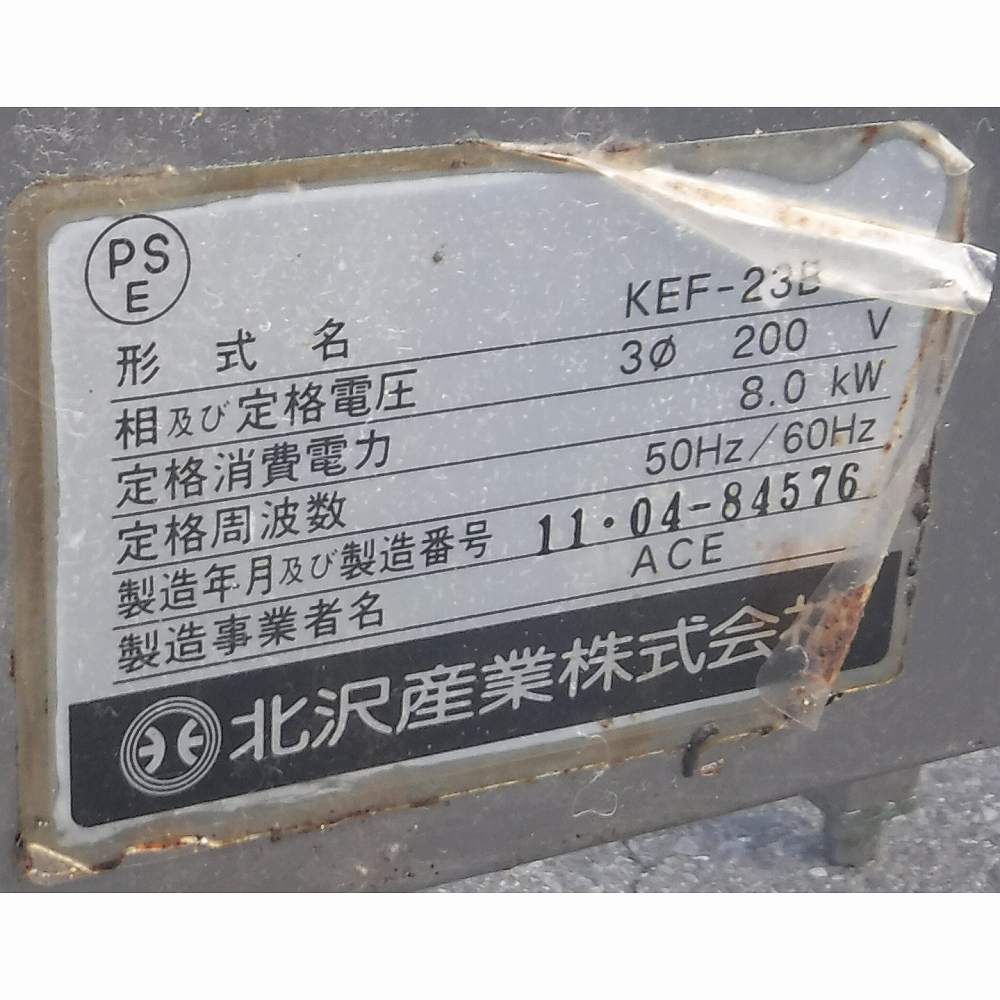 PS
E
形式名 KEF-23B
相及び定格電圧 3Ø 200 V
定格消費電力 8.0 kW
定格周波数 50Hz/60Hz
製造年月及び製造番号 11・04-84576
製造事業者名 ACE
北沢産業株式会社